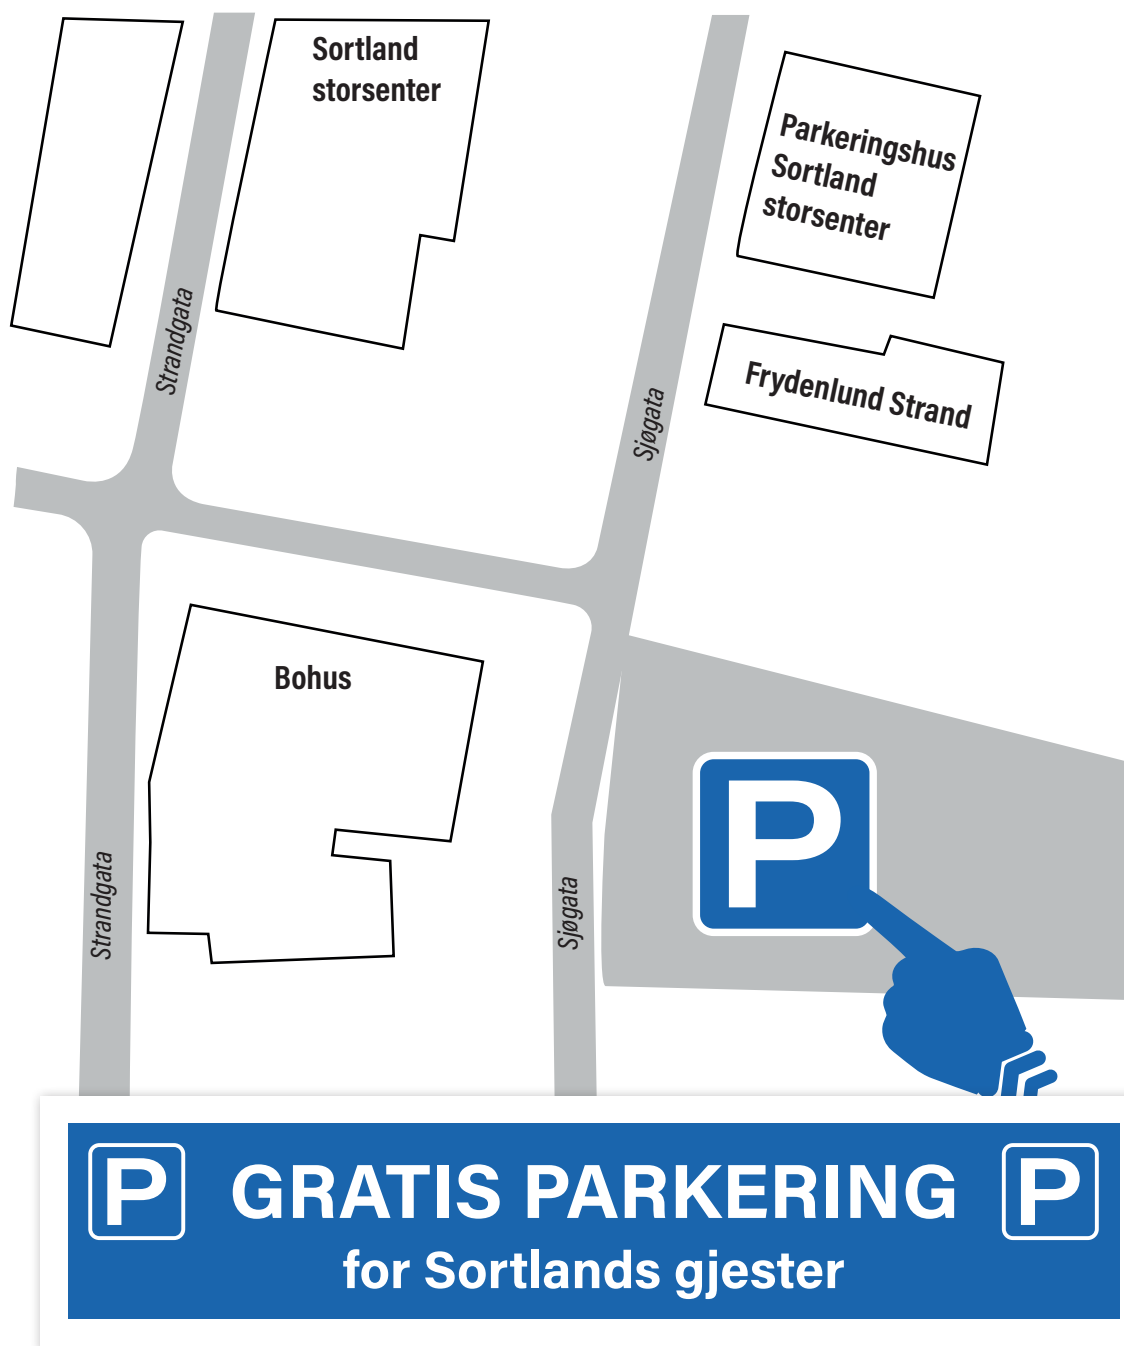 Sortland
storsenter
Parkeringshus
Sortland
storsenter
Strandgata
Frydenlund Strand
Sjøgata
Bohus
P
Strandgata
Sjøgata
P GRATIS PARKERING P
for Sortlands gjester